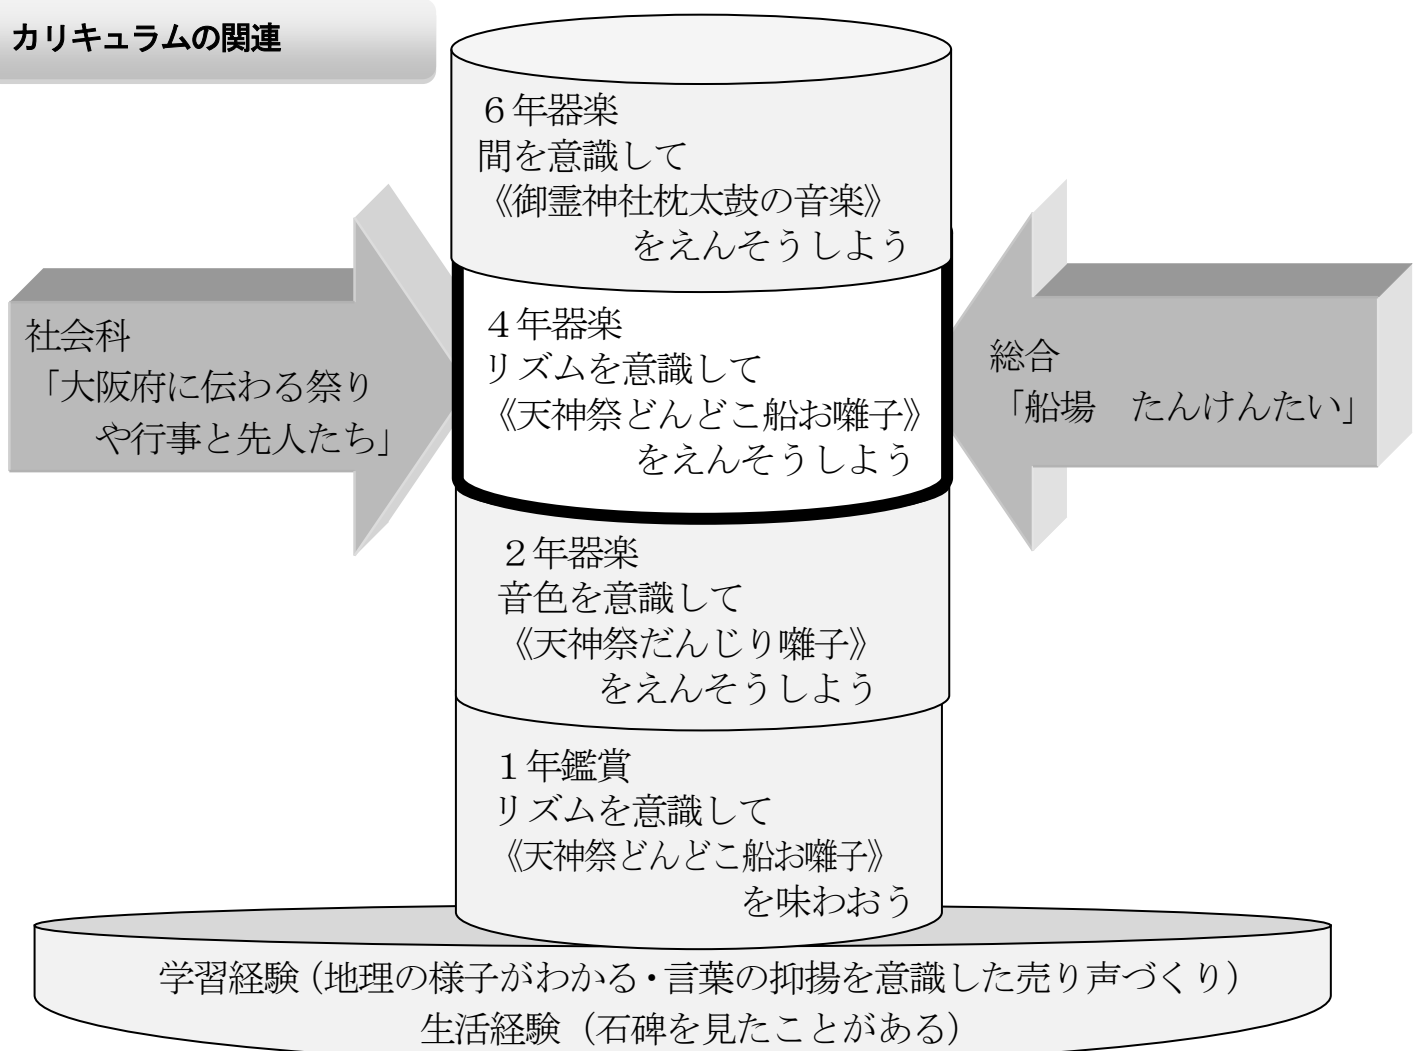 カリキュラムの関連
６年器楽
間を意識して
《御霊神社枕太鼓の音楽》
をえんそうしよう
社会科
「大阪府に伝わる祭り
や行事と先人たち」
４年器楽
リズムを意識して
《天神祭どんどこ船お囃子》
をえんそうしよう
総合
「船場　たんけんたい」
２年器楽
音色を意識して
《天神祭だんじり囃子》
をえんそうしよう
１年鑑賞
リズムを意識して
《天神祭どんどこ船お囃子》
を味わおう
学習経験（地理の様子がわかる・言葉の抑揚を意識した売り声づくり）
生活経験（石碑を見たことがある）